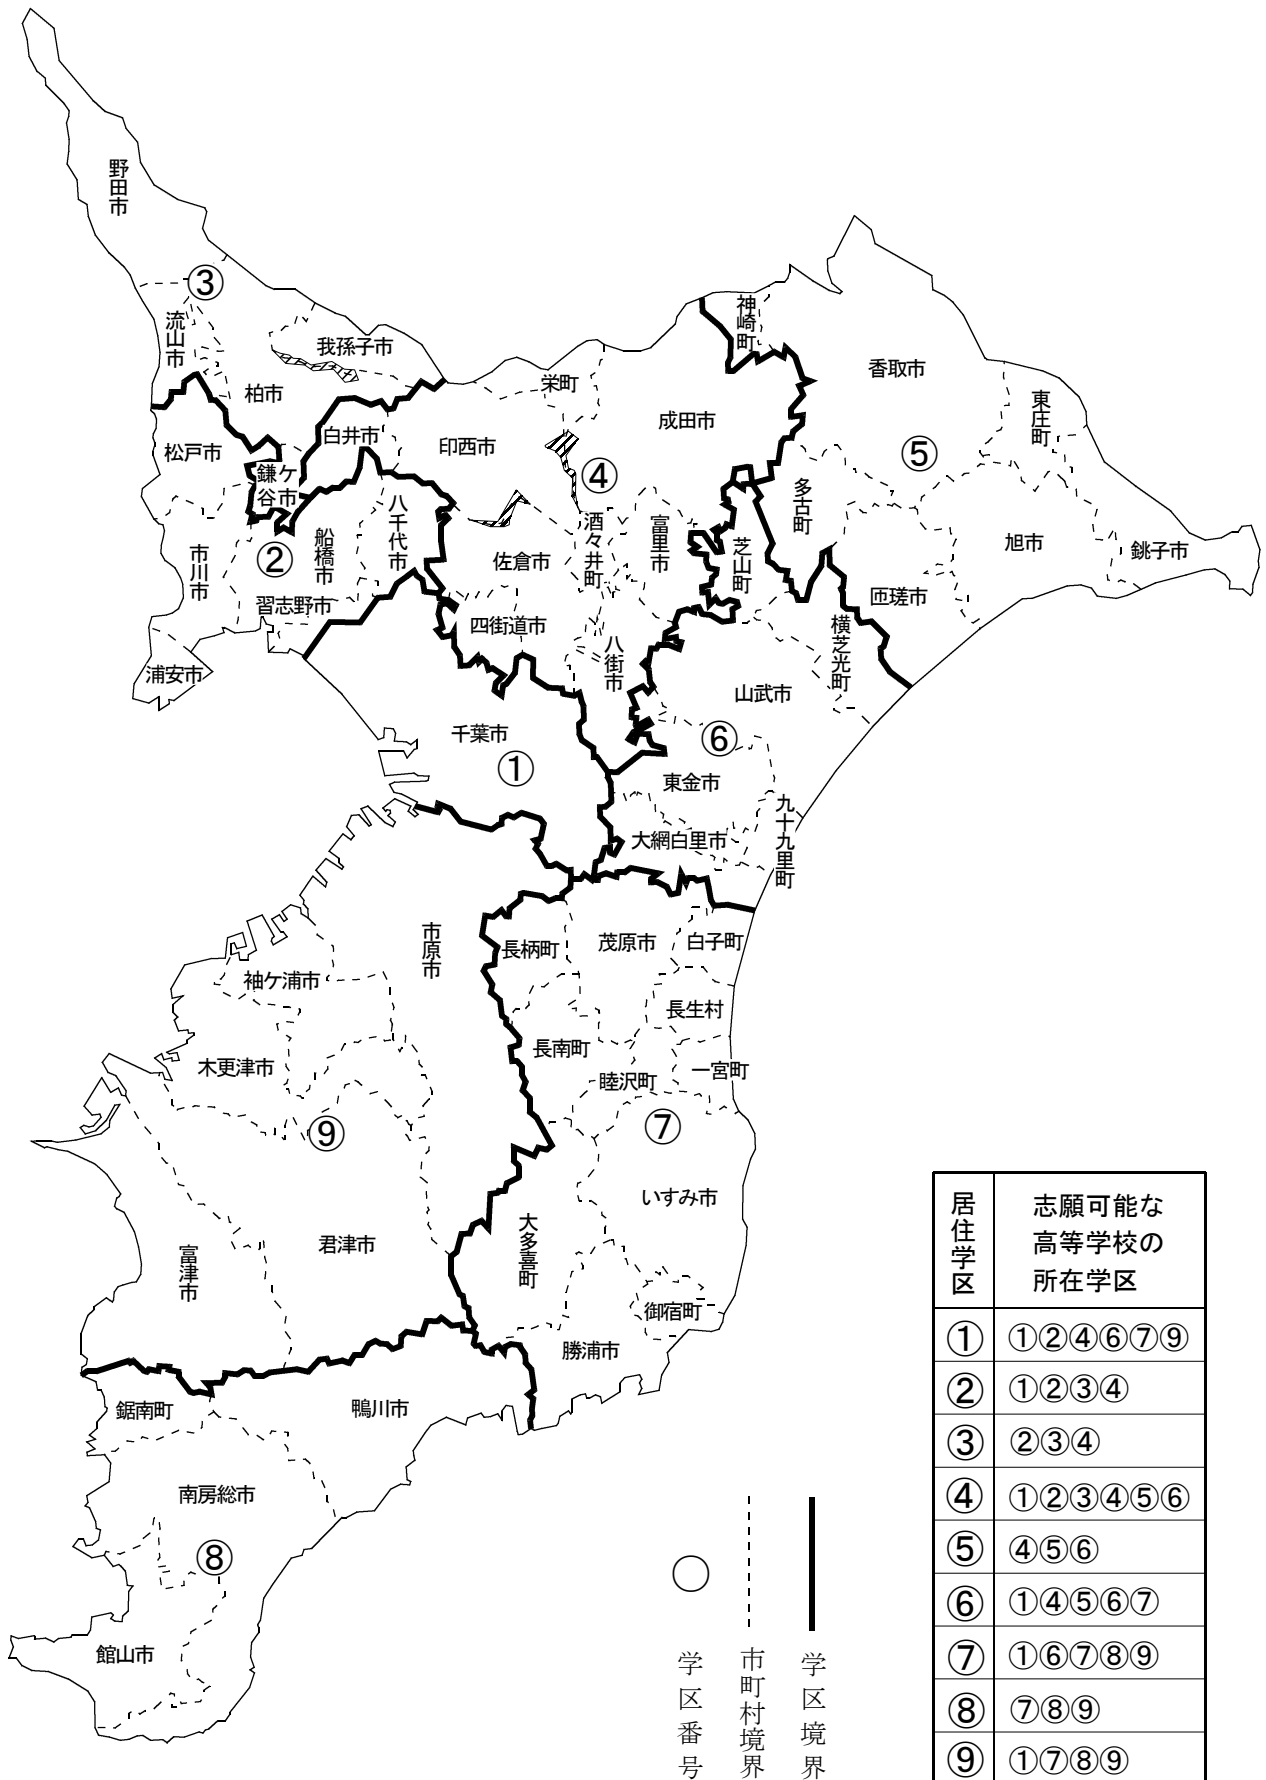 野田市
③
流山市
我孫子市
柏市
松戸市
鎌ケ
谷市
白井市
印西市
栄町
成田市
神崎町
香取市
東庄町
④
⑤
多古町
旭市
銚子市
匝瑳市
八千代市
船橋市
②
市川市
習志野市
浦安市
佐倉市
酒々井町
富里市
芝山町
四街道市
八街市
横芝光町
山武市
千葉市
①
⑥
東金市
大網白里市
九十九里町
市原市
長柄町
茂原市
白子町
袖ケ浦市
長生村
木更津市
長南町
睦沢町
一宮町
⑨
⑦
いすみ市
君津市
富津市
大多喜町
御宿町
勝浦市
鋸南町
鴨川市
南房総市
⑧
館山市
居住学区
志願可能な
高等学校の
所在学区
① ①②④⑥⑦⑨
② ①②③④
③ ②③④
④ ①②③④⑤⑥
⑤ ④⑤⑥
⑥ ①④⑤⑥⑦
⑦ ①⑥⑦⑧⑨
⑧ ⑦⑧⑨
⑨ ①⑦⑧⑨
学区境界
市町村境界
学区番号